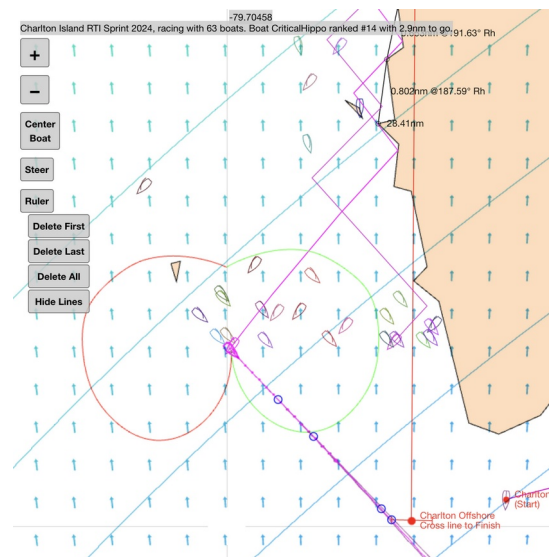 -79.70458
Charlton Island RTI Sprint 2024, racing with 63 boats. Boat CriticalHippo ranked #14 with 2.9nm to go.
@191.63° Rh
+
−
0.802nm @187.59° Rh
28.41nm
Center
Boat
Steer
Ruler
Delete First
Delete Last
Delete All
Hide Lines
Charlton
(Start)
Charlton Offshore
Cross line to Finish